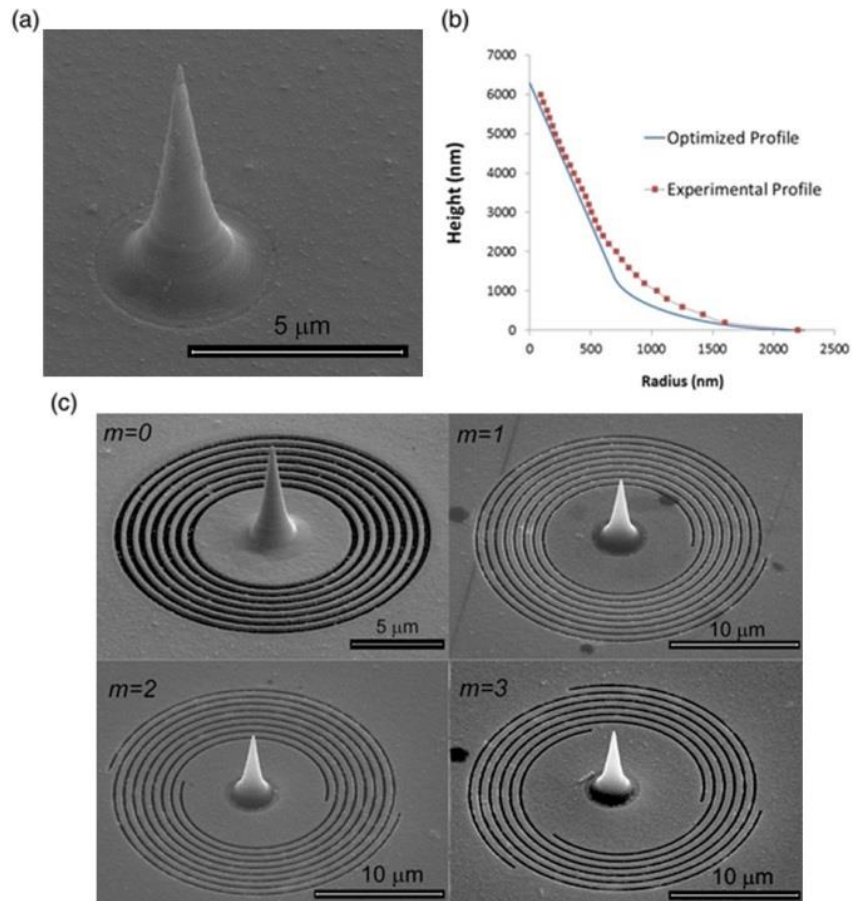 (a)
5 μm
(b)
7000
6000
5000
4000
3000
2000
1000
0
Height (nm)
Optimized Profile
Experimental Profile
0 500 1000 1500 2000 2500
Radius (nm)
(c)
m=0
5 μm
m=1
10 μm
m=2
10 μm
m=3
10 μm